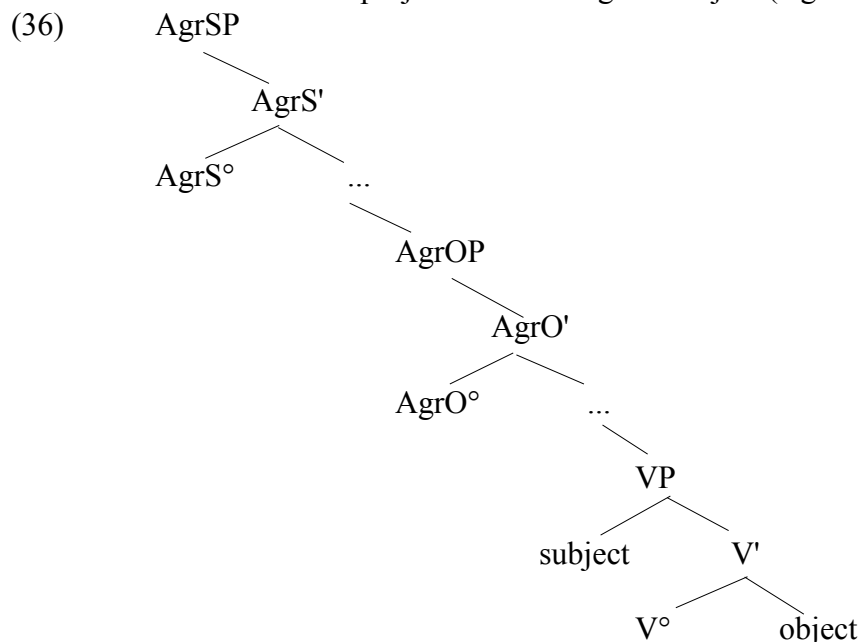 (36) AgrSP
AgrS'
AgrS° ...
AgrOP
AgrO'
AgrO° ...
VP
subject V'
V° object